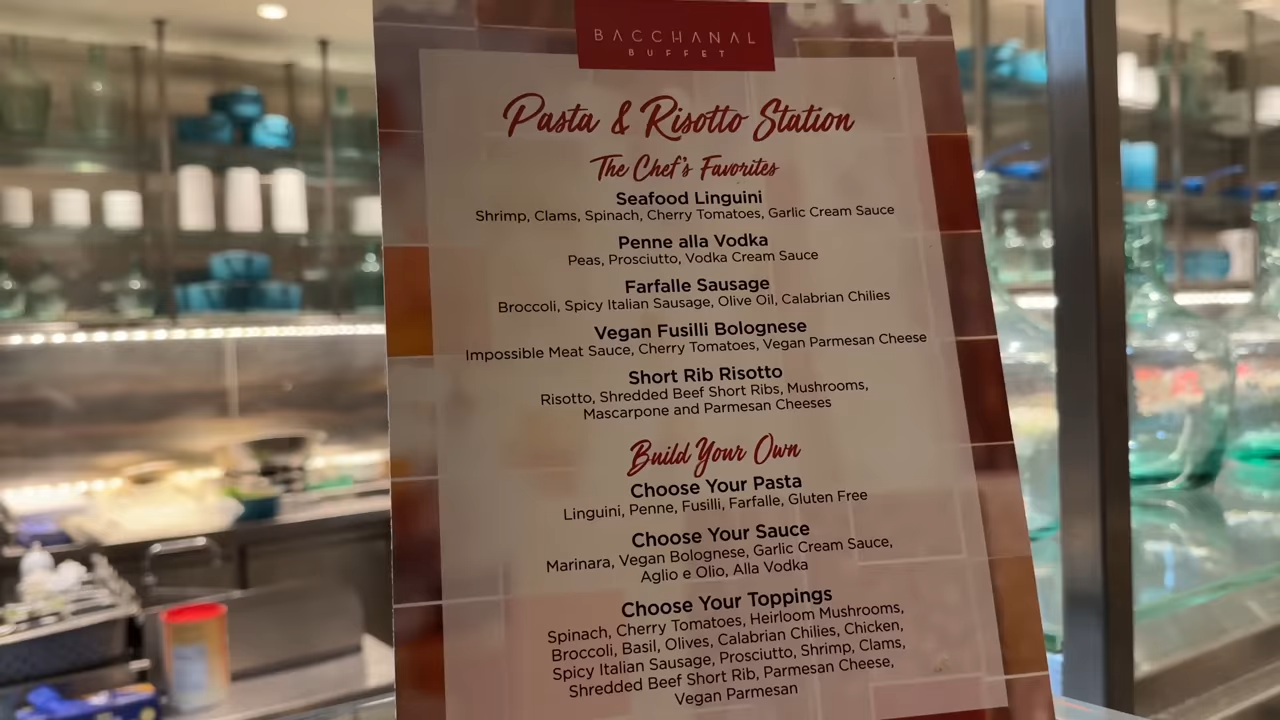 BACCHANAL
BUFFET
Pasta & Risotto Station
The Chef's Favorites
Seafood Linguini
Shrimp, Clams, Spinach, Cherry Tomatoes, Garlic Cream Sauce
Penne alla Vodka
Peas, Prosciutto, Vodka Cream Sauce
Farfalle Sausage
Broccoli, Spicy Italian Sausage, Olive Oil, Calabrian Chilies
Vegan Fusilli Bolognese
Impossible Meat Sauce, Cherry Tomatoes, Vegan Parmesan Cheese
Short Rib Risotto
Risotto, Shredded Beef Short Ribs, Mushrooms,
Mascarpone and Parmesan Cheeses
Build Your Own
Choose Your Pasta
Linguini, Penne, Fusilli, Farfalle, Gluten Free
Choose Your Sauce
Marinara, Vegan Bolognese, Garlic Cream Sauce,
Aglio e Olio, Alla Vodka
Choose Your Toppings
Spinach, Cherry Tomatoes, Heirloom Mushrooms,
Broccoli, Basil, Olives, Calabrian Chilies, Chicken,
Spicy Italian Sausage, Prosciutto, Shrimp, Clams,
Shredded Beef Short Rib, Parmesan Cheese,
Vegan Parmesan